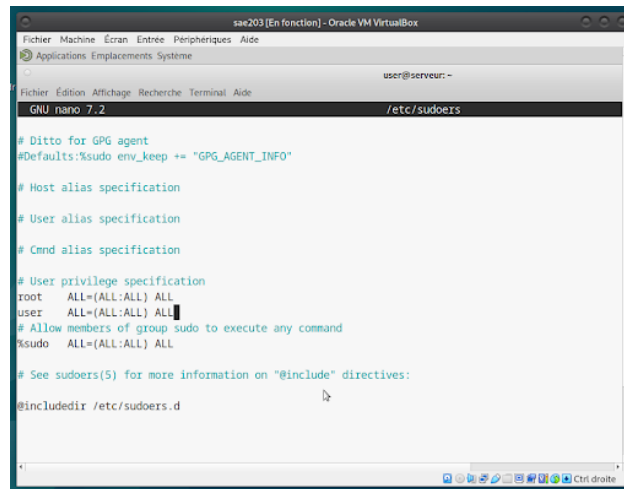 sae203 [En fonction] - Oracle VM VirtualBox
Fichier Machine Écran Entrée Périphériques Aide
Applications Emplacements Système
user@serveur: ~
Fichier Édition Affichage Recherche Terminal Aide
GNU nano 7.2 /etc/sudoers
# Ditto for GPG agent
#Defaults:%sudo env_keep += "GPG_AGENT_INFO"
# Host alias specification
# User alias specification
# Cmnd alias specification
# User privilege specification
root ALL=(ALL:ALL) ALL
user ALL=(ALL:ALL) ALL
# Allow members of group sudo to execute any command
%sudo ALL=(ALL:ALL) ALL
# See sudoers(5) for more information on "@include" directives:
@includedir /etc/sudoers.d
Ctrl droite